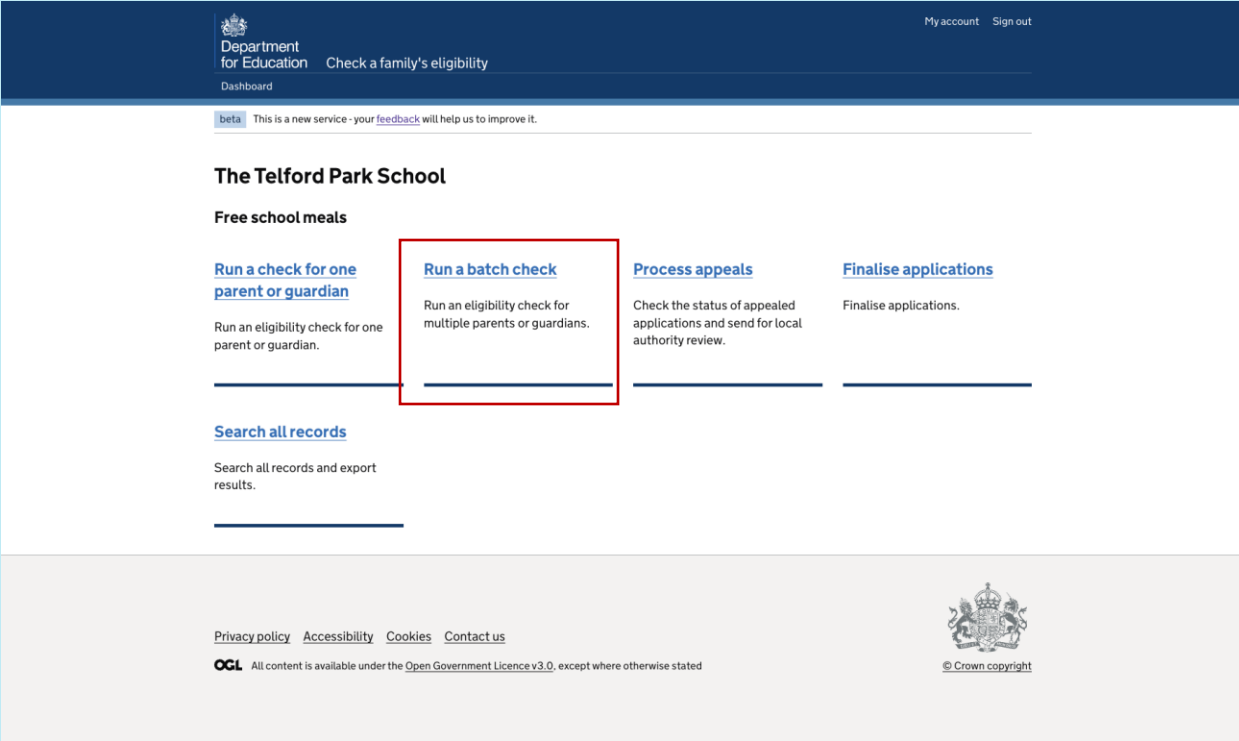 My account Sign out
Department
for Education Check a family's eligibility
Dashboard
beta This is a new service - your feedback will help us to improve it.
The Telford Park School
Free school meals
Run a check for one
parent or guardian
Run an eligibility check for one
parent or guardian.
Run a batch check
Run an eligibility check for
multiple parents or guardians.
Process appeals
Check the status of appealed
applications and send for local
authority review.
Finalise applications
Finalise applications.
Search all records
Search all records and export
results.
Privacy policy Accessibility Cookies Contact us
OGL All content is available under the Open Government Licence v3.0, except where otherwise stated
© Crown copyright